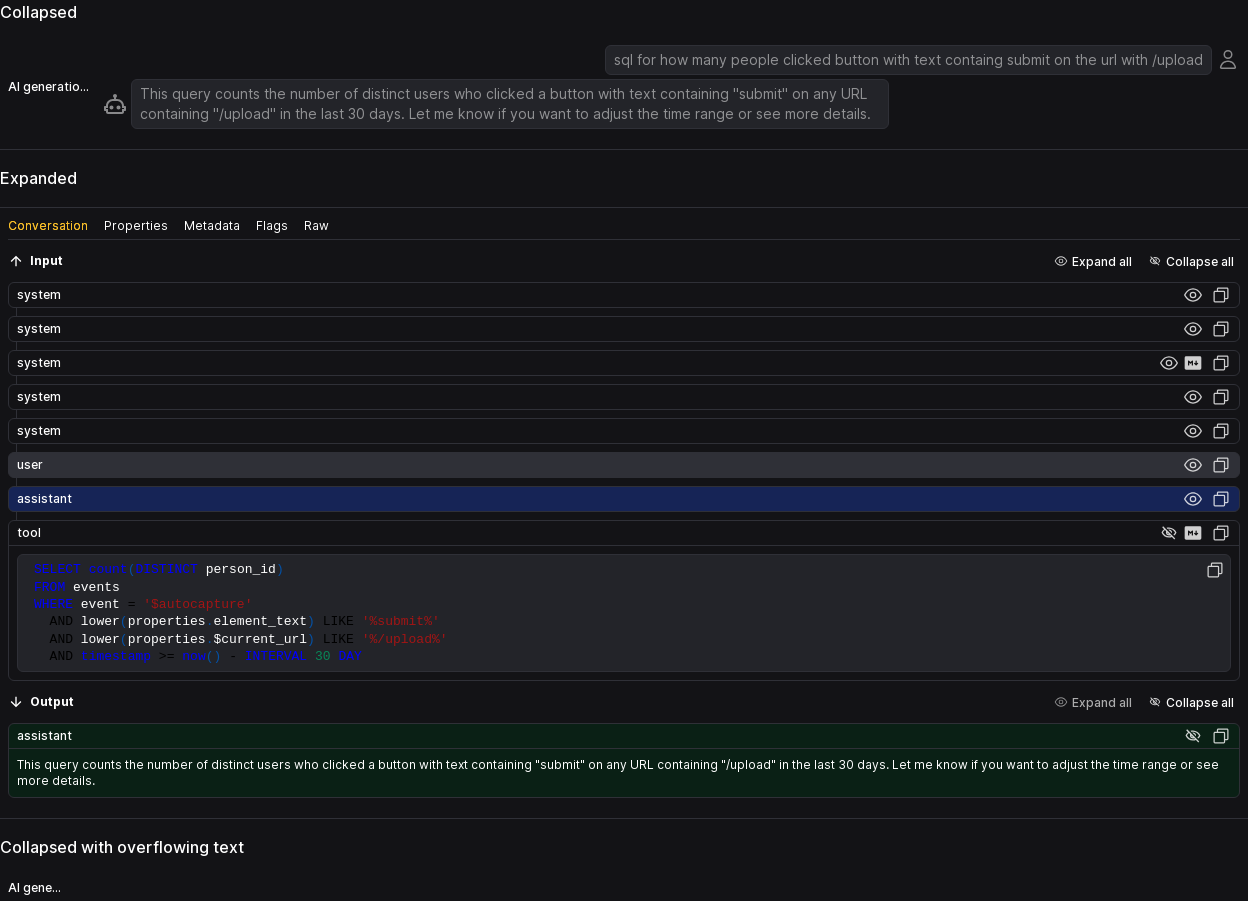 Collapsed
sql for how many people clicked button with text containg submit on the url with /upload
AI generatio...
This query counts the number of distinct users who clicked a button with text containing "submit" on any URL
containing "/upload" in the last 30 days. Let me know if you want to adjust the time range or see more details.
Expanded
Conversation Properties Metadata Flags Raw
Input Expand all Collapse all
system
system
system
system
system
user
assistant
tool
SELECT count(DISTINCT person_id)
FROM events
WHERE event = '$autocapture'
AND lower(properties.element_text) LIKE '%submit%'
AND lower(properties.$current_url) LIKE '%/upload%'
AND timestamp >= now() - INTERVAL 30 DAY
Output Expand all Collapse all
assistant
This query counts the number of distinct users who clicked a button with text containing "submit" on any URL containing "/upload" in the last 30 days. Let me know if you want to adjust the time range or see
more details.
Collapsed with overflowing text
AI gene...